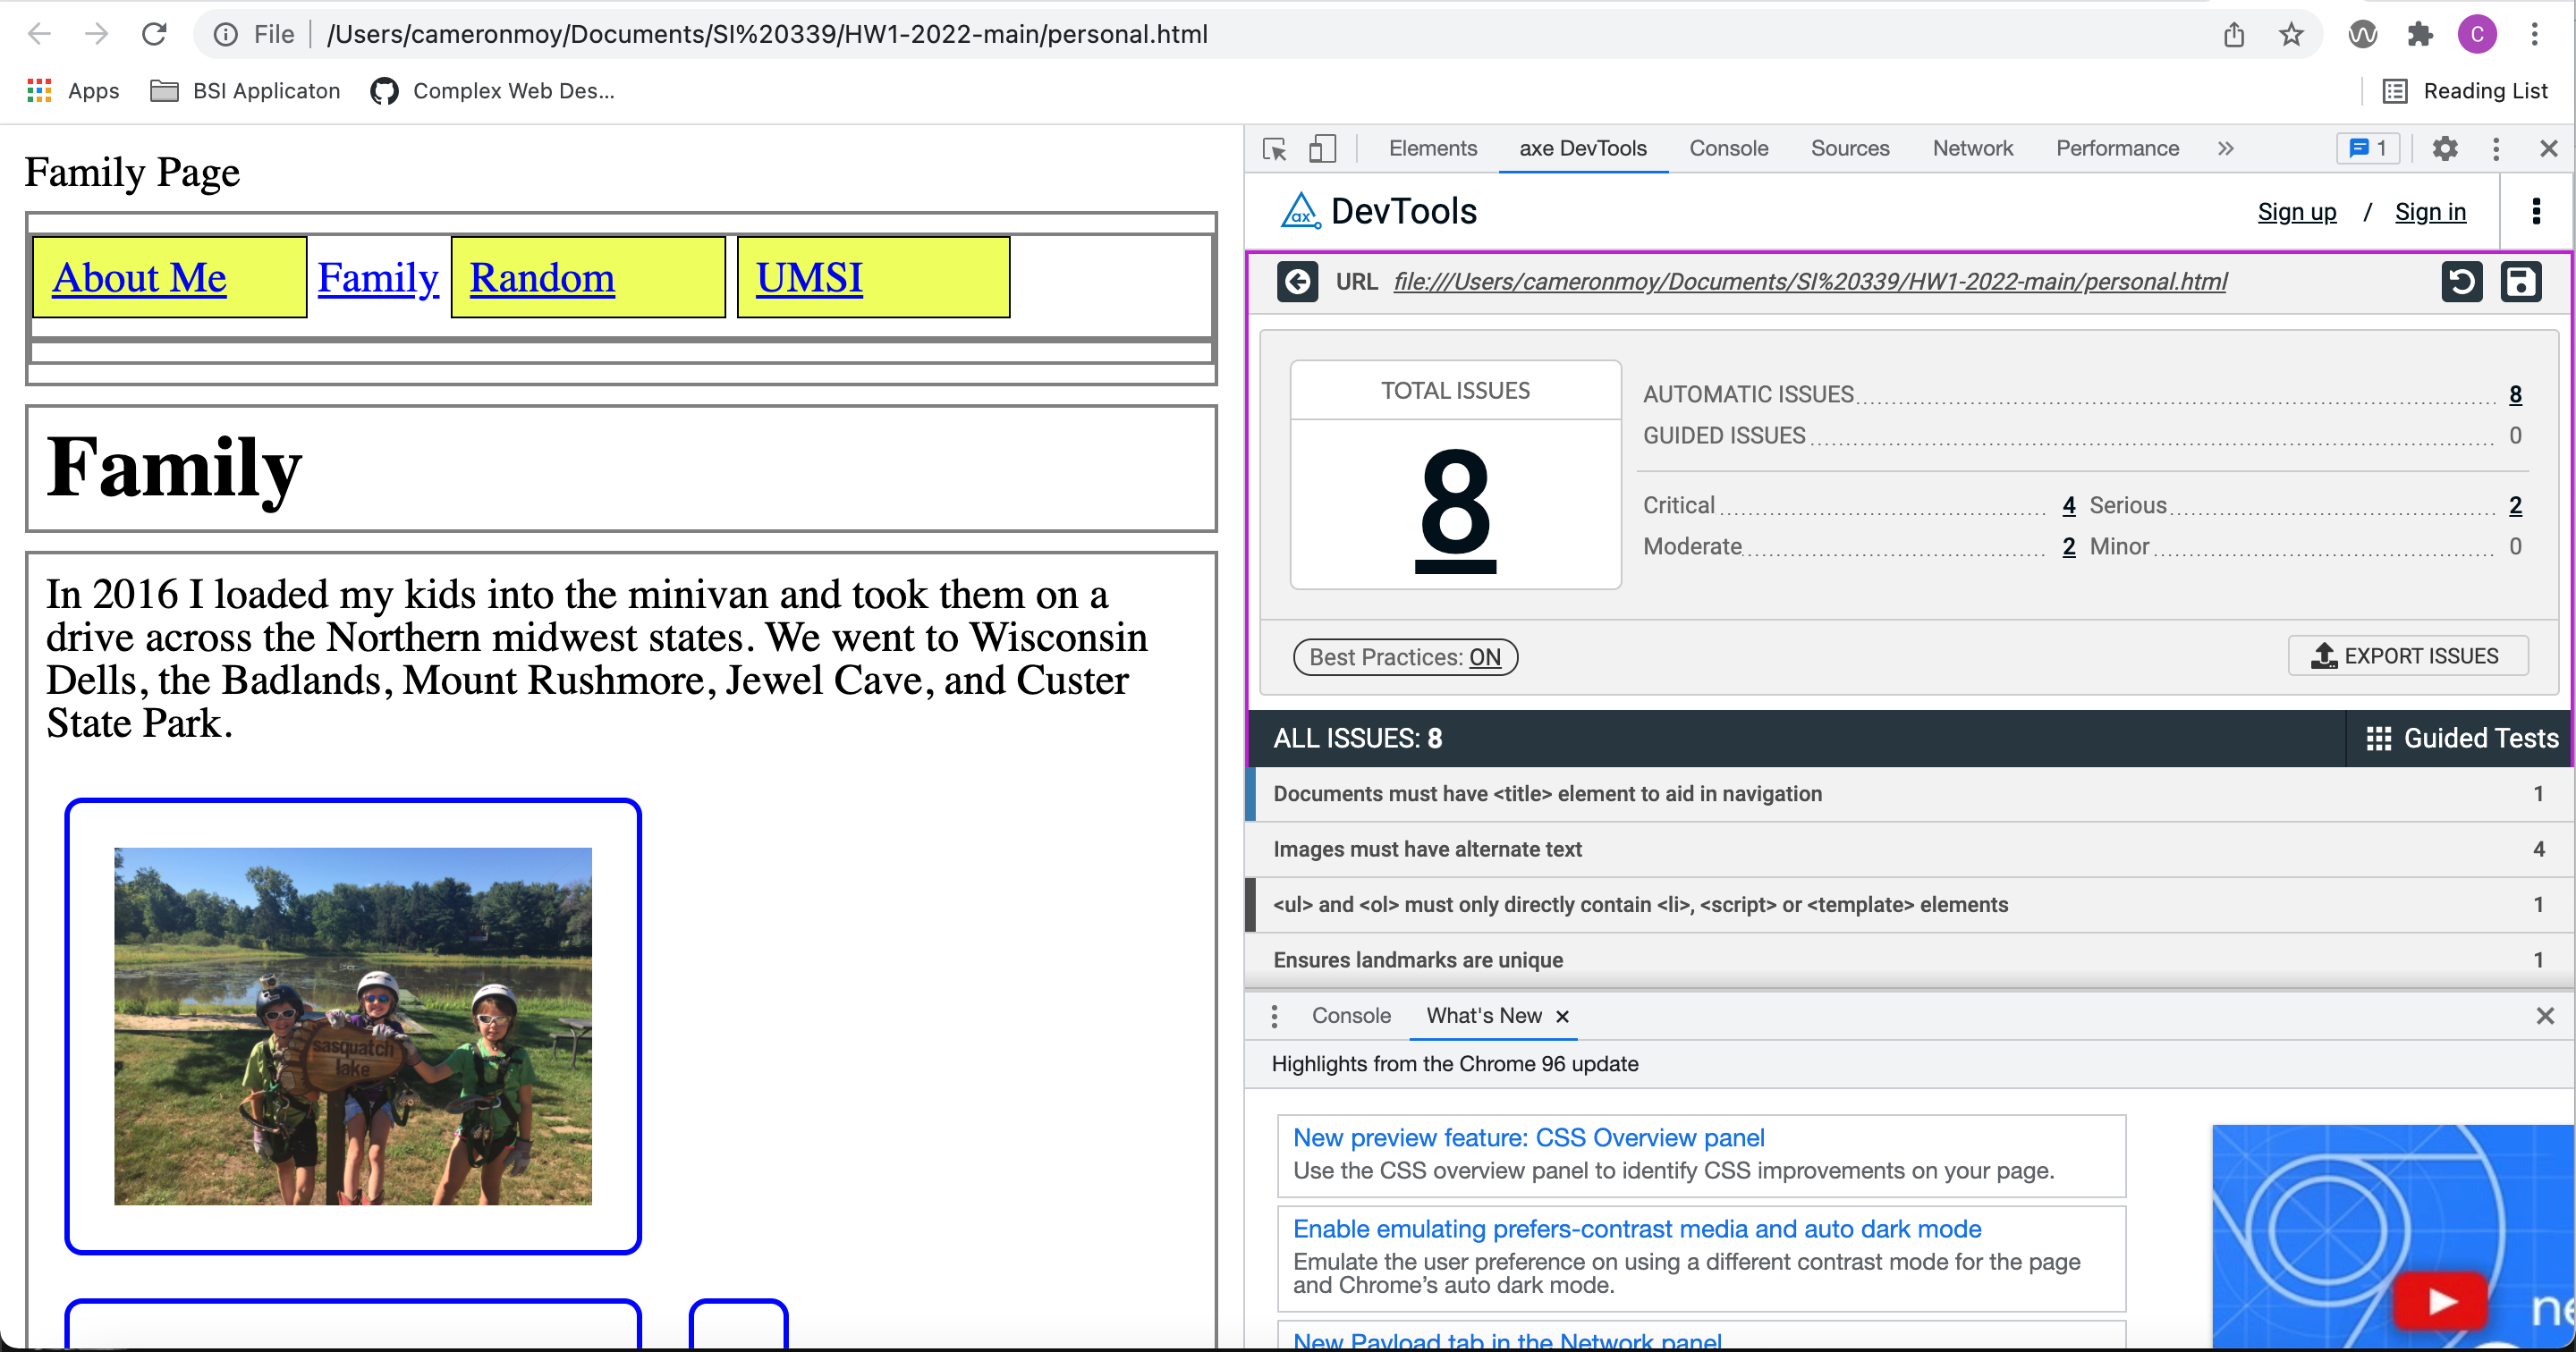 File /Users/cameronmoy/Documents/SI%20339/HW1-2022-main/personal.html
C
Apps BSI Applicaton Complex Web Des... Reading List
Family Page
About Me Family Random UMSI
Family
In 2016 I loaded my kids into the minivan and took them on a
drive across the Northern midwest states. We went to Wisconsin
Dells, the Badlands, Mount Rushmore, Jewel Cave, and Custer
State Park.
sasquatch
lake
Elements axe DevTools Console Sources Network Performance 1
ax DevTools
Sign up / Sign in
URL file:///Users/cameronmoy/Documents/SI%20339/HW1-2022-main/personal.html
TOTAL ISSUES
8
AUTOMATIC ISSUES 8
GUIDED ISSUES 0
Critical 4 Serious 2
Moderate 2 Minor 0
Best Practices: ON
EXPORT ISSUES
ALL ISSUES: 8
Guided Tests
Documents must have <title> element to aid in navigation 1
Images must have alternate text 4
<ul> and <ol> must only directly contain <li>, <script> or <template> elements 1
Ensures landmarks are unique 1
Console What's New
Highlights from the Chrome 96 update
New preview feature: CSS Overview panel
Use the CSS overview panel to identify CSS improvements on your page.
Enable emulating prefers-contrast media and auto dark mode
Emulate the user preference on using a different contrast mode for the page
and Chrome’s auto dark mode.
New Payload tab in the Network panel
ne